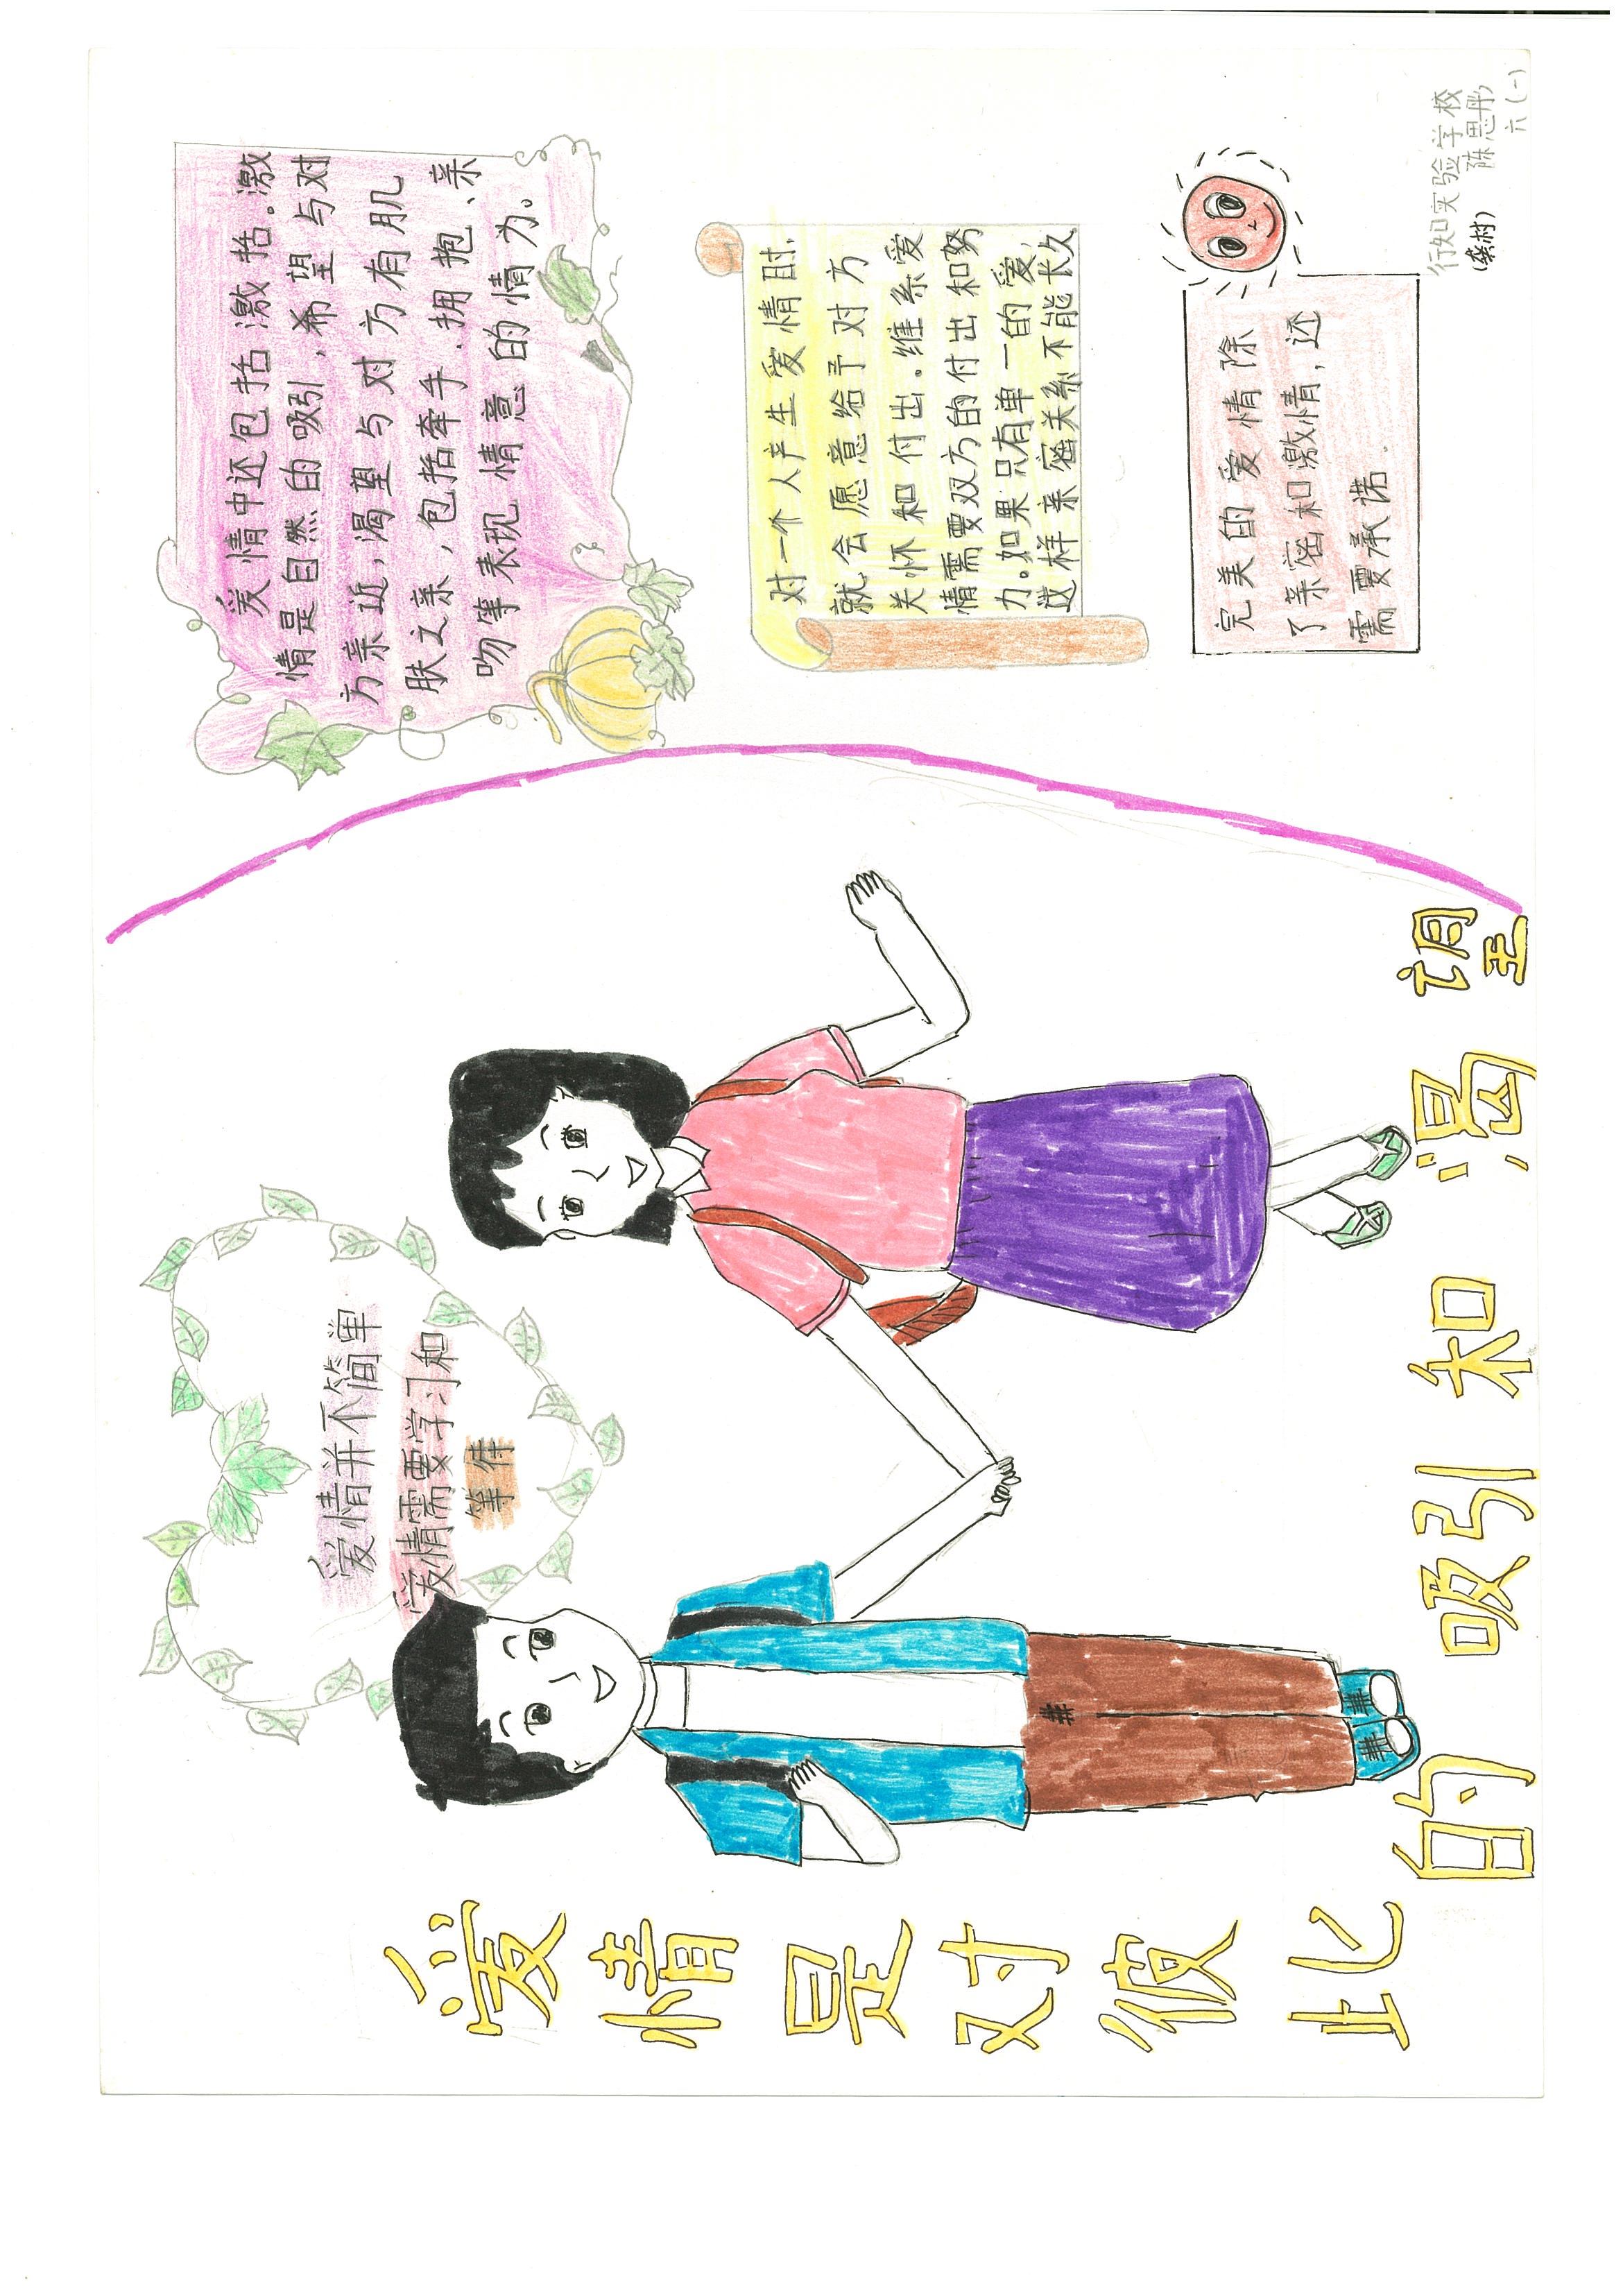 爱情是对彼此
的吸引和渴望
爱情并不简单
爱情需要学习和
等待
爱情中还包括激括。激
情是自然的吸引,希望与对
方亲近,渴望与对方有肌
肤之亲,包括牵手.拥抱、亲
吻等表现情意的情为。
对一个人产生爱情时,
就会愿意给予对方
关怀和付出.维系爱
情需要双方的付出和努
力。如果只有单一的爱,
这样亲密关系不能长久
完美的爱情除
了亲密和激情,还
需要承诺.
行知实验学校
(桑村) 陈思彤
六(一)